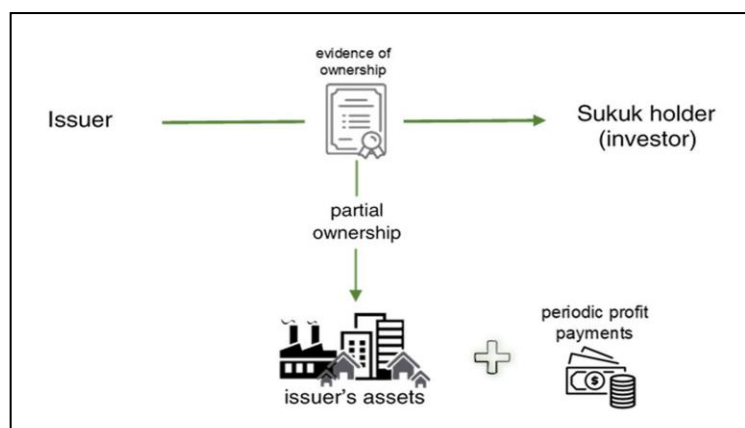 evidence of
ownership
Issuer
Sukuk holder
(investor)
partial
ownership
periodic profit
payments
$
issuer's assets